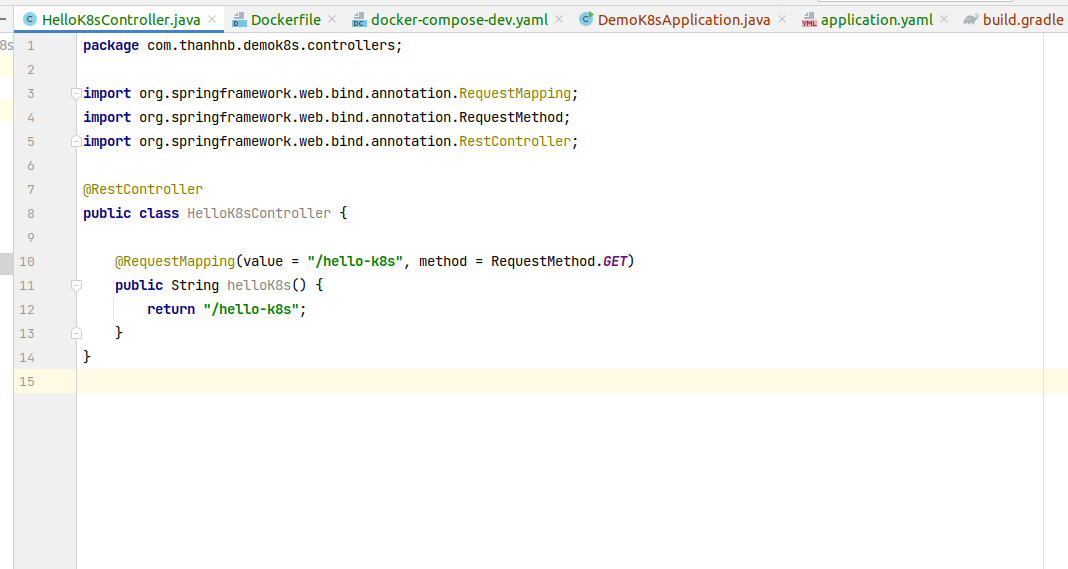 HelloK8sController.java Dockerfile docker-compose-dev.yaml DemoK8sApplication.java application.yaml build.gradle
8s
1 package com.thanhnb.demok8s.controllers;
2
3 import org.springframework.web.bind.annotation.RequestMapping;
4 import org.springframework.web.bind.annotation.RequestMethod;
5 import org.springframework.web.bind.annotation.RestController;
6
7 @RestController
8 public class HelloK8sController {
9
10 @RequestMapping(value = "/hello-k8s", method = RequestMethod.GET)
11 public String helloK8s() {
12 return "/hello-k8s";
13 }
14 }
15